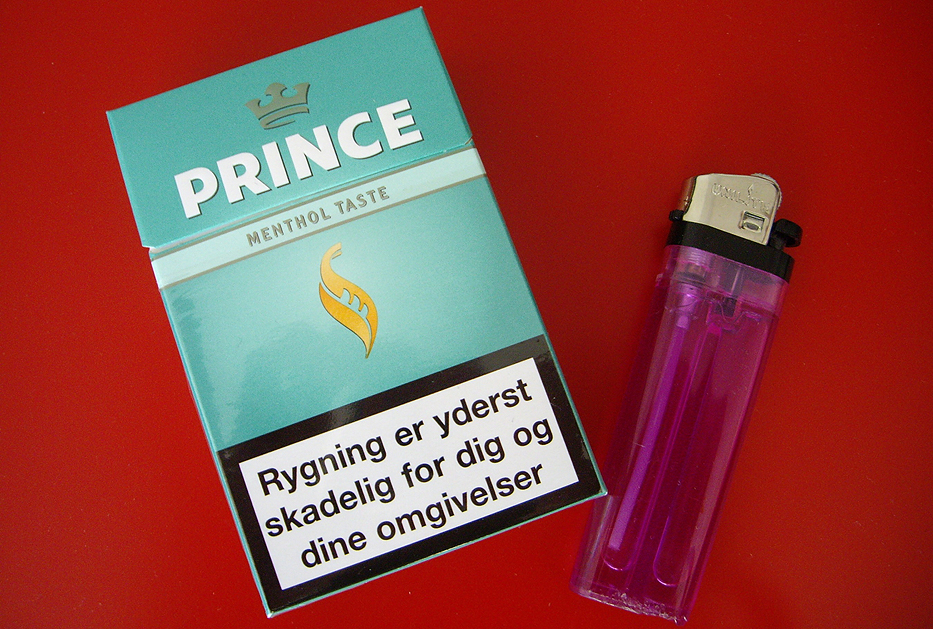 PRINCE
MENTHOL TASTE
Rygning er yderst
skadelig for dig og
dine omgivelser